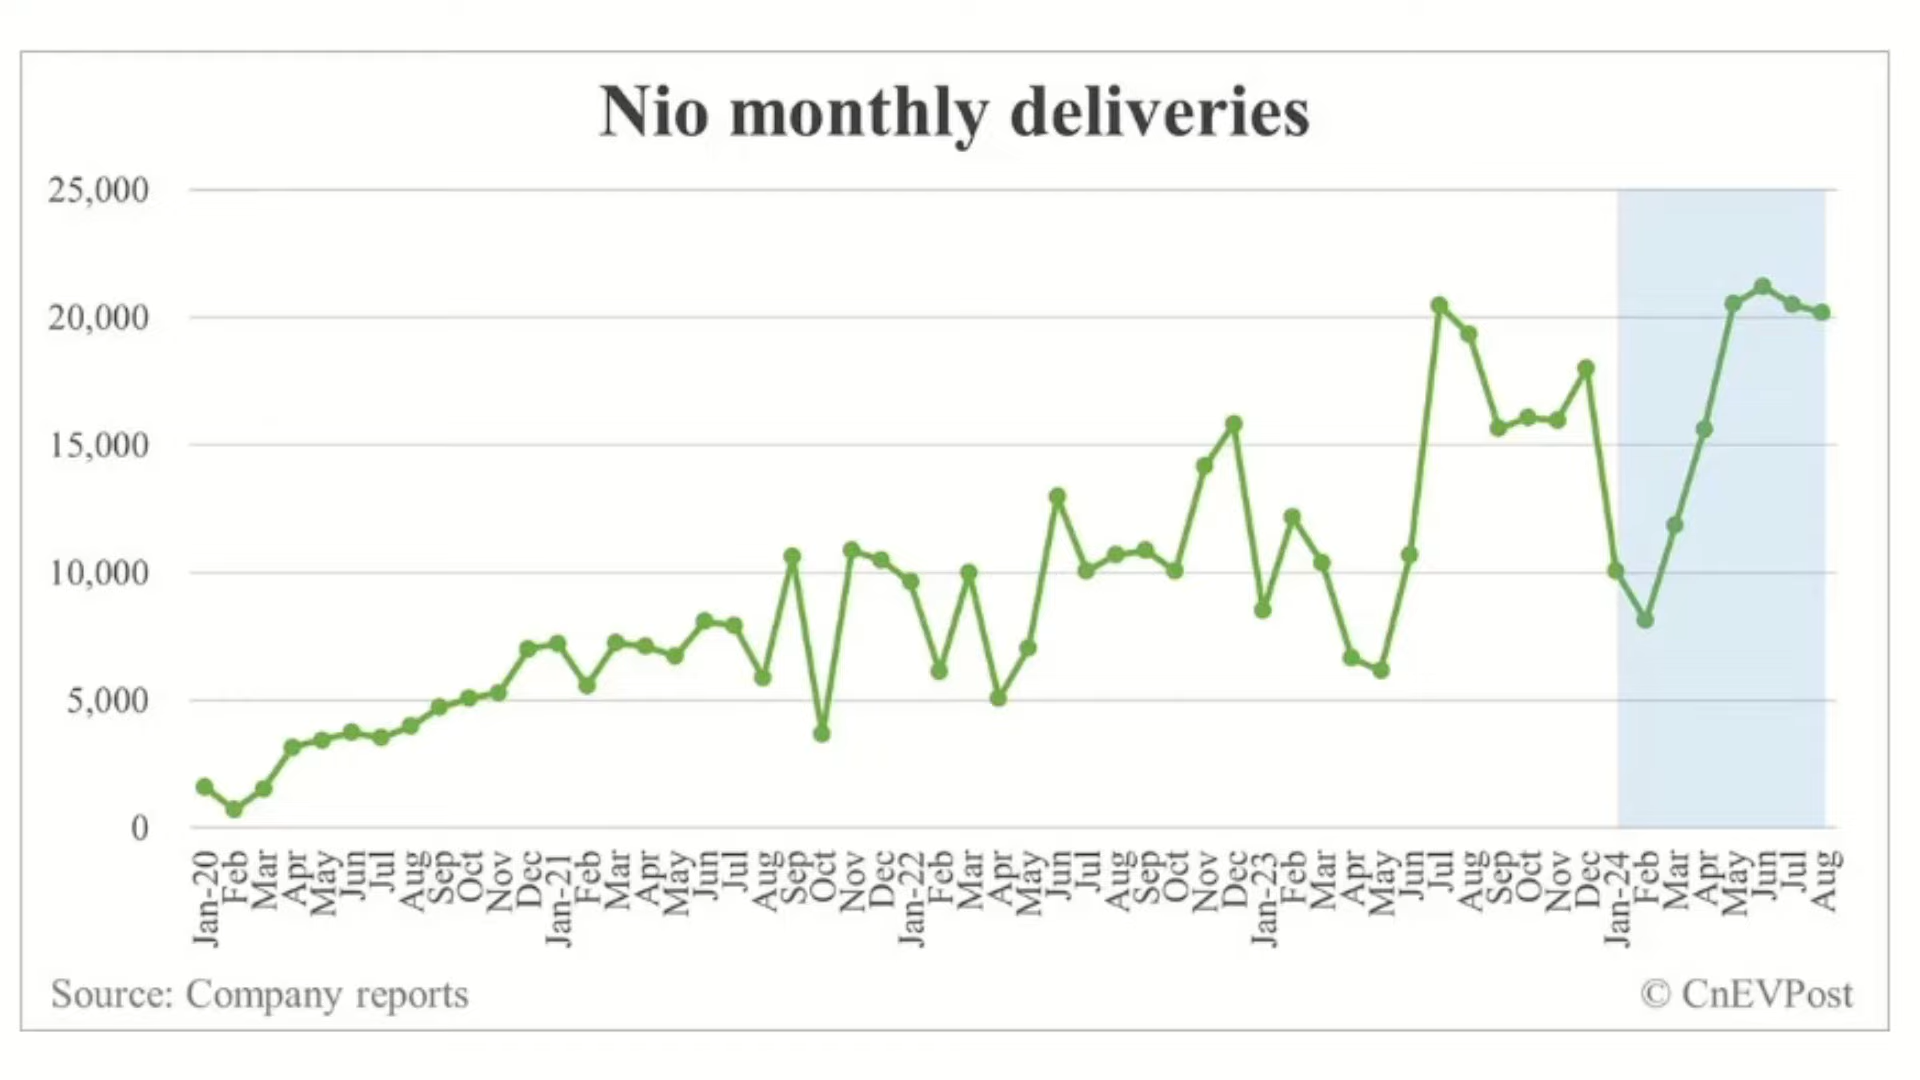 Nio monthly deliveries
25,000
20,000
15,000
10,000
5,000
0
Jan-20 Feb Mar Apr May Jun Jul Aug Sep Oct Nov Dec Jan-21 Feb Mar Apr May Jun Jul Aug Sep Oct Nov Dec Jan-22 Feb Mar Apr May Jun Jul Aug Sep Oct Nov Dec Jan-23 Feb Mar Apr May Jun Jul Aug Sep Oct Nov Dec Jan-24 Feb Mar Apr May Jun Jul Aug
Source: Company reports © CnEVPost